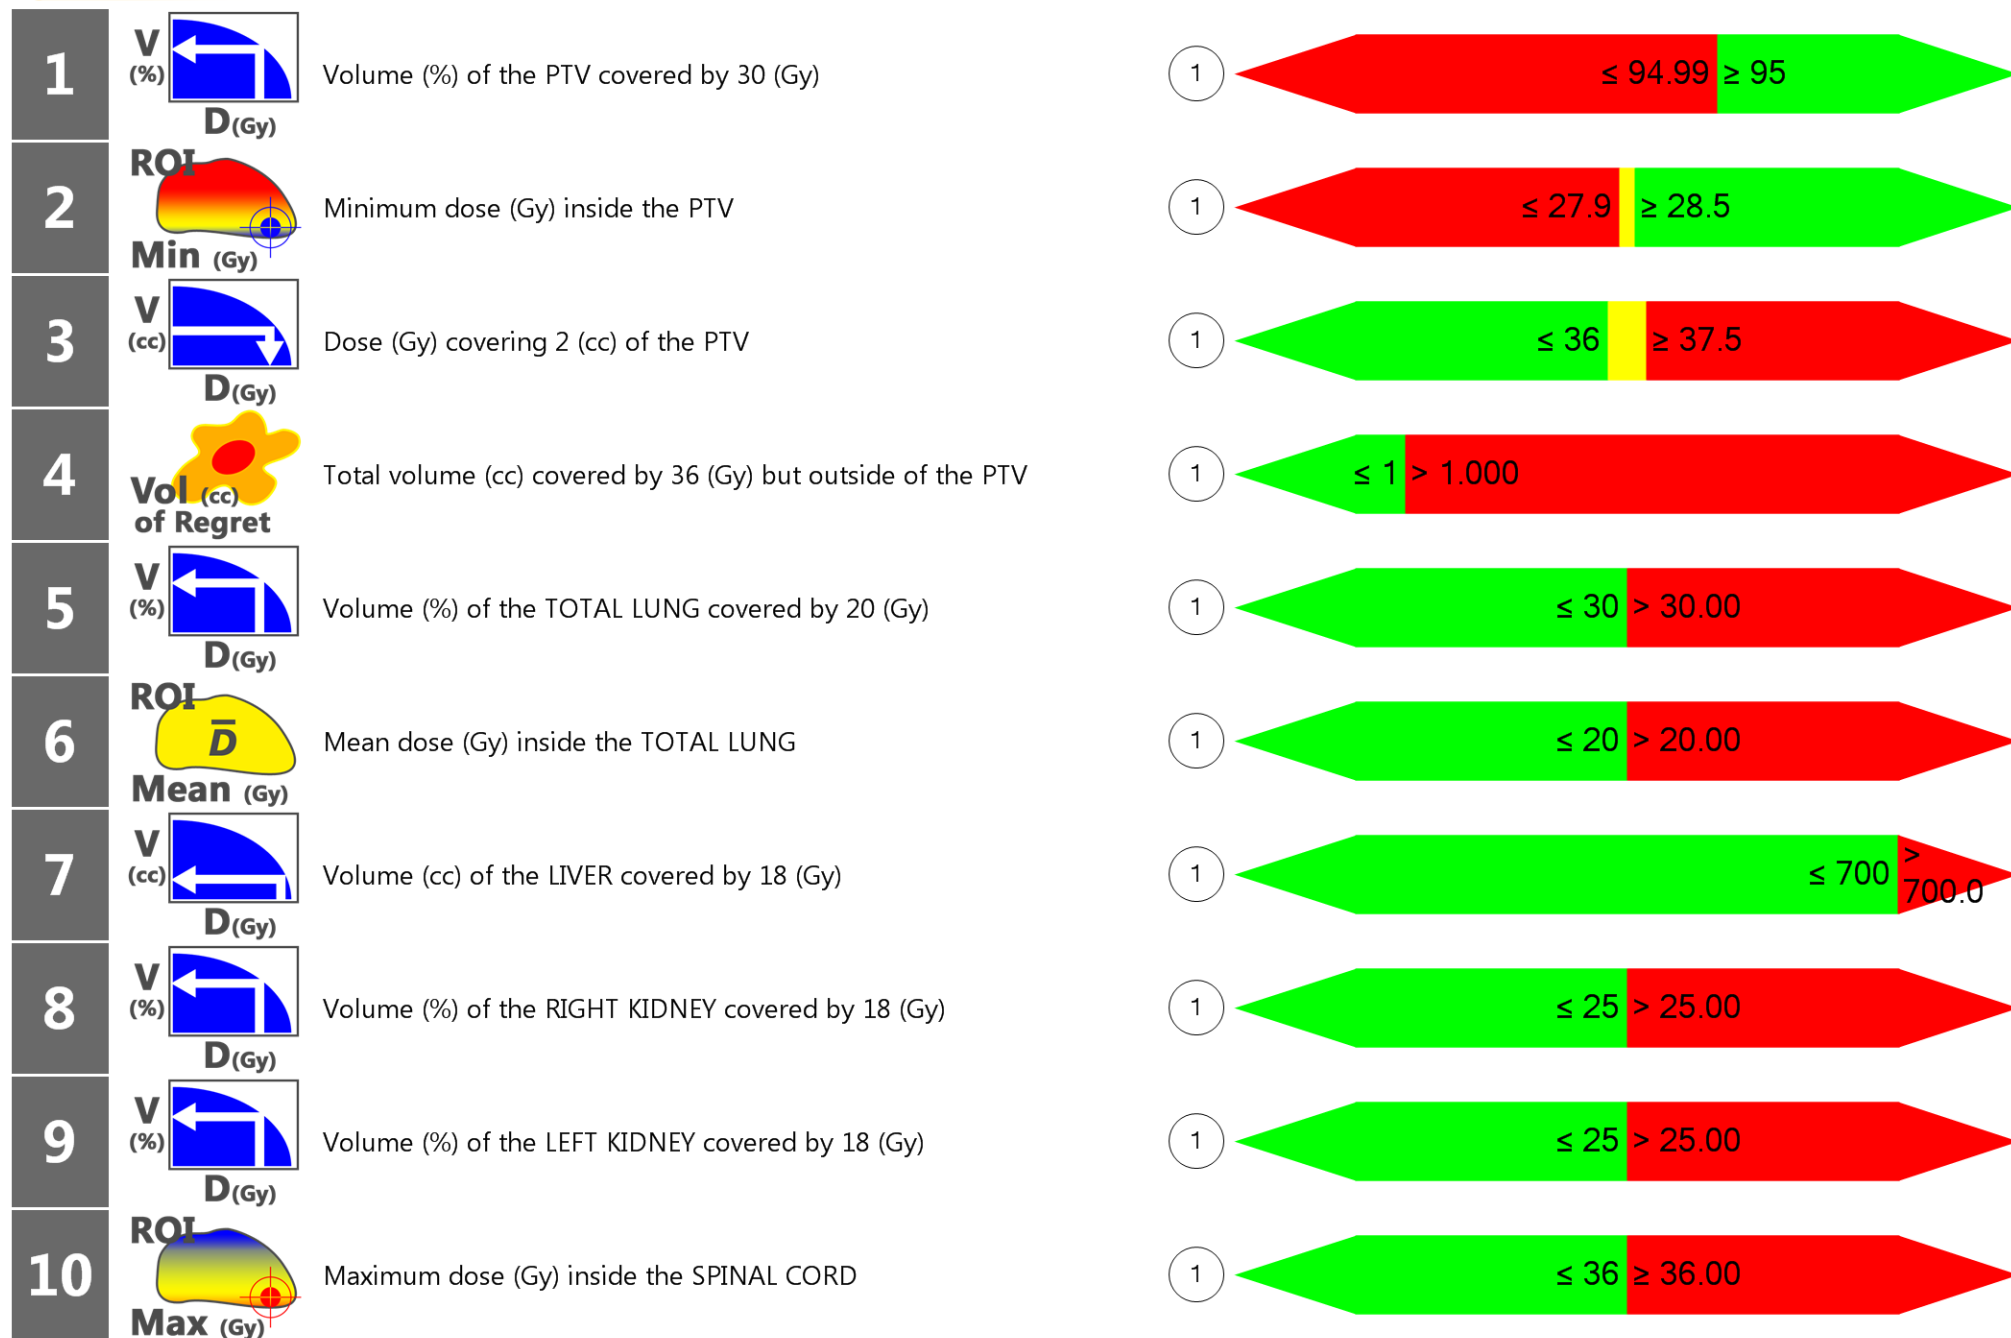 1
V
(%)
D(Gy)
Volume (%) of the PTV covered by 30 (Gy)
1
≤ 94.99 ≥ 95
2
ROI
Min (Gy)
Minimum dose (Gy) inside the PTV
1
≤ 27.9 ≥ 28.5
3
V
(cc)
D(Gy)
Dose (Gy) covering 2 (cc) of the PTV
1
≤ 36 ≥ 37.5
4
Vol (cc)
of Regret
Total volume (cc) covered by 36 (Gy) but outside of the PTV
1
≤ 1 > 1.000
5
V
(%)
D(Gy)
Volume (%) of the TOTAL LUNG covered by 20 (Gy)
1
≤ 30 > 30.00
6
ROI
D̅
Mean (Gy)
Mean dose (Gy) inside the TOTAL LUNG
1
≤ 20 > 20.00
7
V
(cc)
D(Gy)
Volume (cc) of the LIVER covered by 18 (Gy)
1
≤ 700 >
700.0
8
V
(%)
D(Gy)
Volume (%) of the RIGHT KIDNEY covered by 18 (Gy)
1
≤ 25 > 25.00
9
V
(%)
D(Gy)
Volume (%) of the LEFT KIDNEY covered by 18 (Gy)
1
≤ 25 > 25.00
10
ROI
Max (Gy)
Maximum dose (Gy) inside the SPINAL CORD
1
≤ 36 ≥ 36.00